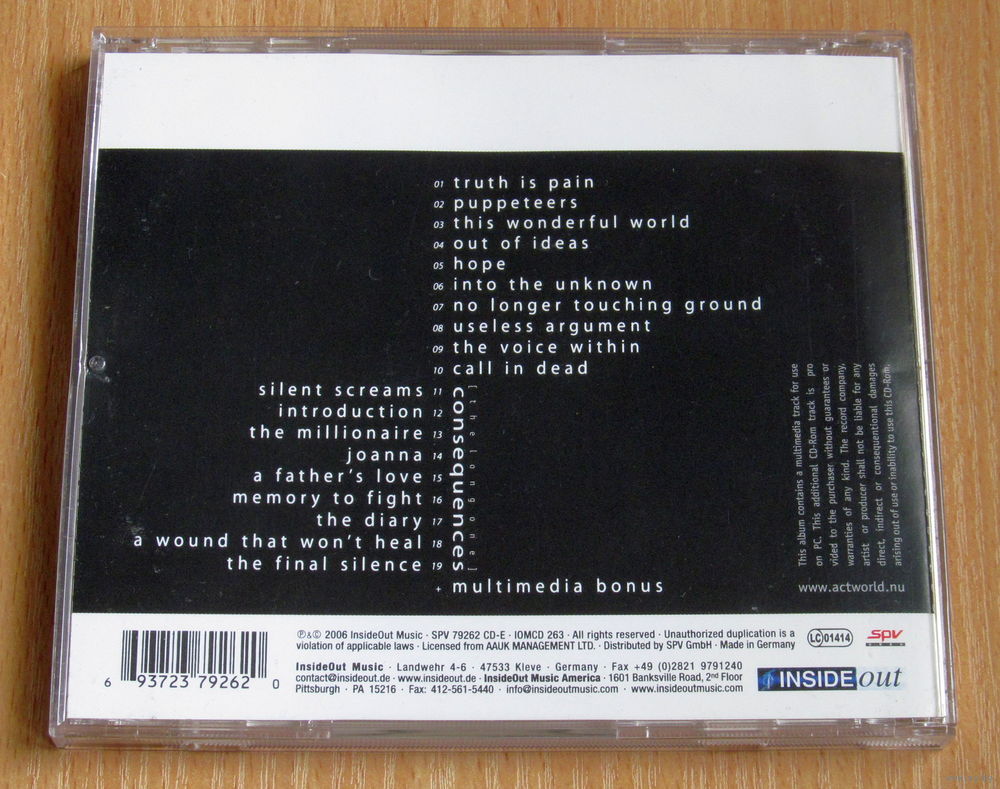 01 truth is pain
02 puppeteers
03 this wonderful world
04 out of ideas
05 hope
06 into the unknown
07 no longer touching ground
08 useless argument
09 the voice within
10 call in dead
silent screams 11
introduction 12
the millionaire 13
joanna 14
a father's love 15
memory to fight 16
the diary 17
a wound that won't heal 18
the final silence 19
consequences
[the long one]
+ multimedia bonus
This album contains a multimedia track for use
on PC. This additional CD-Rom track is pro
vided to the purchaser without guarantees or
warranties of any kind. The record company,
artist or producer shall not be liable for any
direct, indirect or consequential damages
arising out of use or inability to use this CD-Rom.
www.actworld.nu
6 93723 79262 0
℗&© 2006 InsideOut Music · SPV 79262 CD-E · IOMCD 263 · All rights reserved · Unauthorized duplication is a
violation of applicable laws · Licensed from AAUK MANAGEMENT LTD. · Distributed by SPV GmbH · Made in Germany
InsideOut Music · Landwehr 4-6 · 47533 Kleve · Germany · Fax +49 (0)2821 9791240
contact@insideout.de · www.insideout.de · InsideOut Music America · 1601 Banksville Road, 2nd Floor
Pittsburgh · PA 15216 · Fax: 412-561-5440 · info@insideoutmusic.com · www.insideoutmusic.com
LC 01414
SPV
INSIDEout